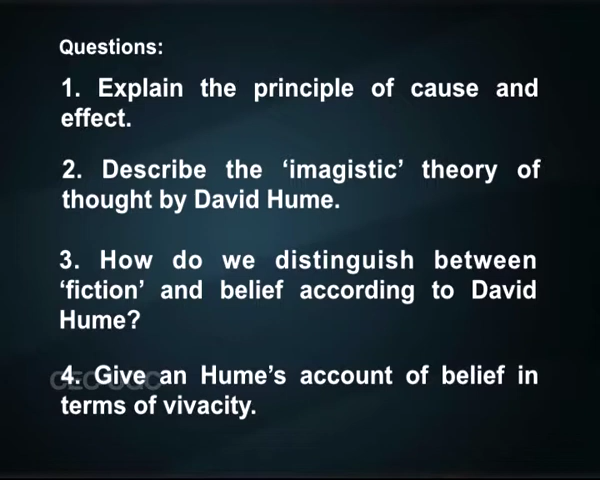 Questions:
1. Explain the principle of cause and
effect.
2. Describe the ‘imagistic’ theory of
thought by David Hume.
3. How do we distinguish between
‘fiction’ and belief according to David
Hume?
4. Give an Hume’s account of belief in
terms of vivacity.